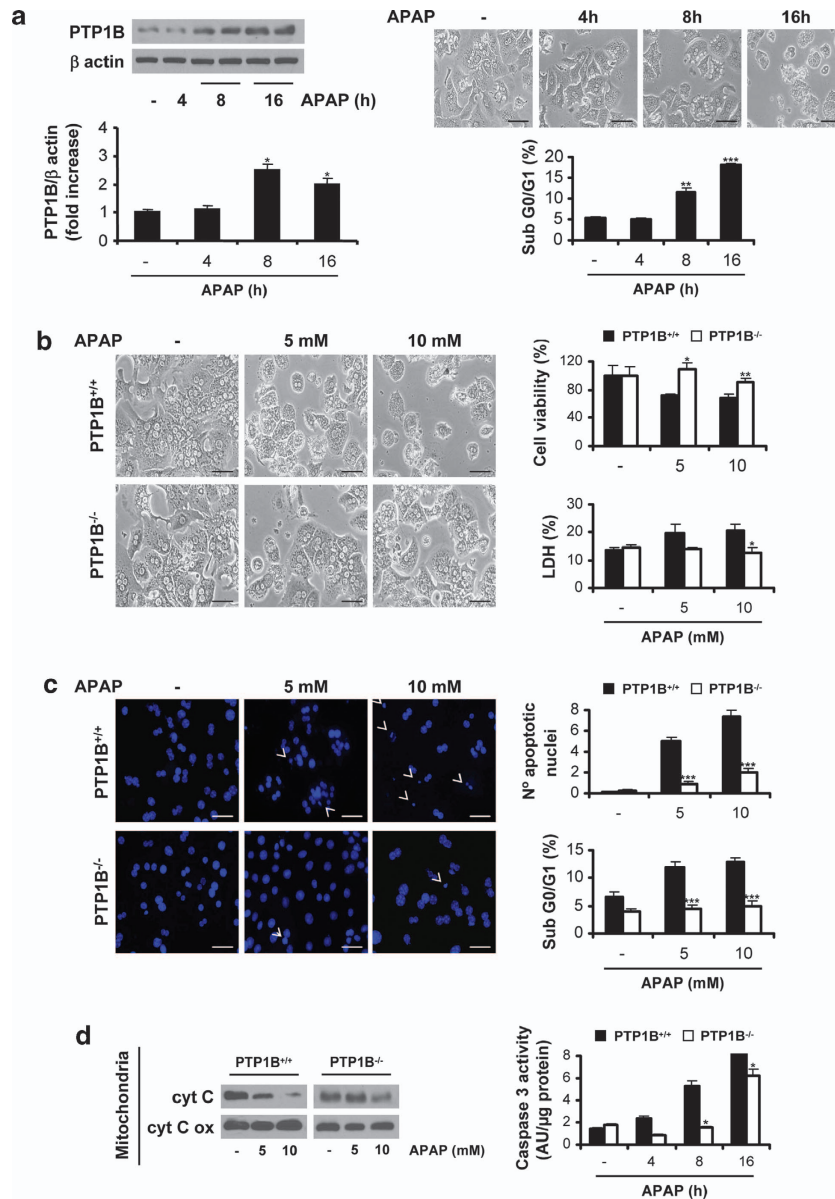 a
PTP1B
β actin
- 4 8 16 APAP (h)
PTP1B/β actin
(fold increase)
4
3
2
1
0
* *
- 4 8 16
APAP (h)
APAP - 4h 8h 16h
Sub G0/G1 (%)
20
15
10
5
0
** ***
- 4 8 16
APAP (h)
b
APAP - 5 mM 10 mM
PTP1B+/+
PTP1B-/-
PTP1B+/+ PTP1B-/-
Cell viability (%)
120
80
40
0
* **
- 5 10
LDH (%)
40
30
20
10
0
*
- 5 10
APAP (mM)
c
APAP - 5 mM 10 mM
PTP1B+/+
PTP1B-/-
PTP1B+/+ PTP1B-/-
Nº apoptotic
nuclei
8
6
4
2
0
*** ***
- 5 10
Sub G0/G1 (%)
20
15
10
5
0
*** ***
- 5 10
APAP (mM)
d
Mitochondria
PTP1B+/+ PTP1B-/-
cyt C
cyt C ox
- 5 10 - 5 10 APAP (mM)
PTP1B+/+ PTP1B-/-
Caspase 3 activity
(AU/µg protein)
8
6
4
2
0
* *
- 4 8 16
APAP (h)